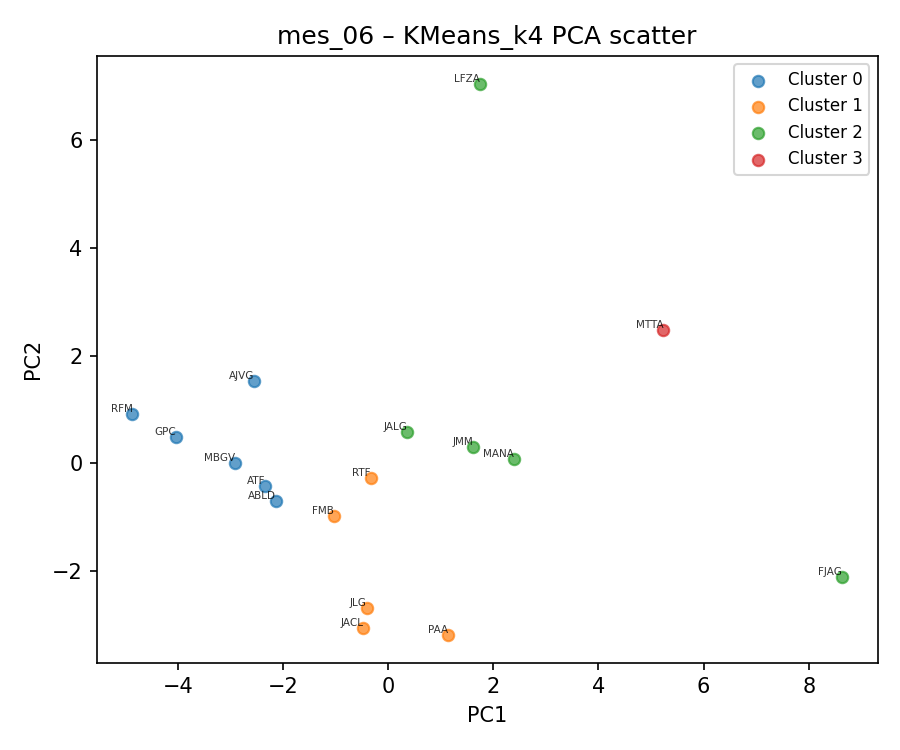 mes_06 – KMeans_k4 PCA scatter
LFZA
Cluster 0
Cluster 1
Cluster 2
Cluster 3
6
4
MTTA
2
AJVG
RFM
GPC
JALG
JMM
MANA
MBGV
0
RTF
ATF
ABLD
FMB
FJAG
−2
JLG
JACL
PAA
−4
−2
0
2
4
6
8
PC1
PC2